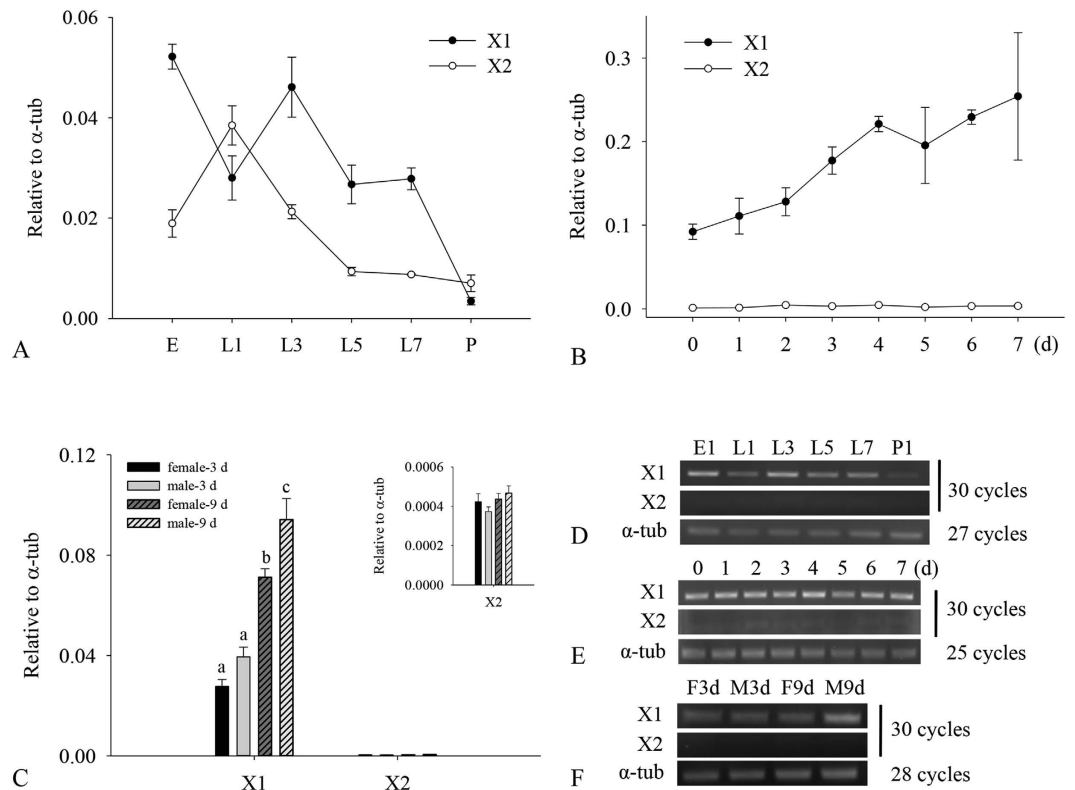 0.06
0.04
0.02
0.00
Relative to α-tub
X1
X2
E L1 L3 L5 L7 P
A
0.3
0.2
0.1
0.0
Relative to α-tub
X1
X2
0 1 2 3 4 5 6 7 (d)
B
0.12
0.08
0.04
0.00
Relative to α-tub
female-3 d
male-3 d
female-9 d
male-9 d
a
a
b
c
X1 X2
C
0.0006
0.0004
0.0002
0.0000
Relative to α-tub
X2
E1 L1 L3 L5 L7 P1
X1
X2
30 cycles
α-tub
27 cycles
D
0 1 2 3 4 5 6 7 (d)
X1
X2
30 cycles
α-tub
25 cycles
E
F3d M3d F9d M9d
X1
X2
30 cycles
α-tub
28 cycles
F